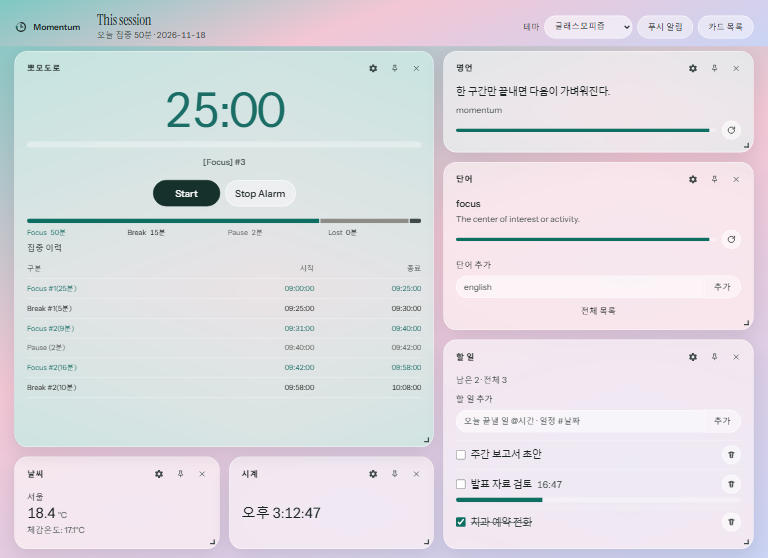 Momentum
This session
오늘 집중 50분·2026-11-18
테마 글래스모피즘 푸시 알림 카드 목록
뽀모도로
25:00
[Focus] #3
Start Stop Alarm
Focus 50분 Break 15분 Pause 2분 Lost 0분
집중 이력
구분 시작 종료
Focus #1(25분) 09:00:00 09:25:00
Break #1(5분) 09:25:00 09:30:00
Focus #2(9분) 09:31:00 09:40:00
Pause (2분) 09:40:00 09:42:00
Focus #2(16분) 09:42:00 09:58:00
Break #2(10분) 09:58:00 10:08:00
날씨
서울
18.4 °C
체감온도: 17.1°C
시계
오후 3:12:47
명언
한 구간만 끝내면 다음이 가벼워진다.
momentum
단어
focus
The center of interest or activity.
단어 추가
english 추가
전체 목록
할 일
남은 2·전체 3
할 일 추가
오늘 끝낼 일 @시간·일정 #날짜 추가
주간 보고서 초안
발표 자료 검토 16:47
치과 예약 전화